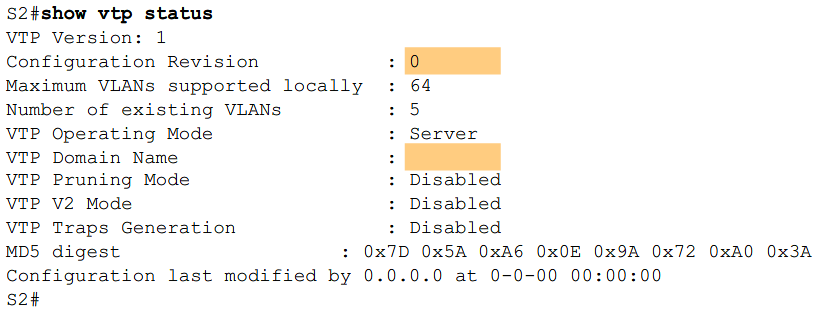 S2#show vtp status
VTP Version: 1
Configuration Revision : 0
Maximum VLANs supported locally : 64
Number of existing VLANs : 5
VTP Operating Mode : Server
VTP Domain Name :
VTP Pruning Mode : Disabled
VTP V2 Mode : Disabled
VTP Traps Generation : Disabled
MD5 digest : 0x7D 0x5A 0xA6 0x0E 0x9A 0x72 0xA0 0x3A
Configuration last modified by 0.0.0.0 at 0-0-00 00:00:00
S2#